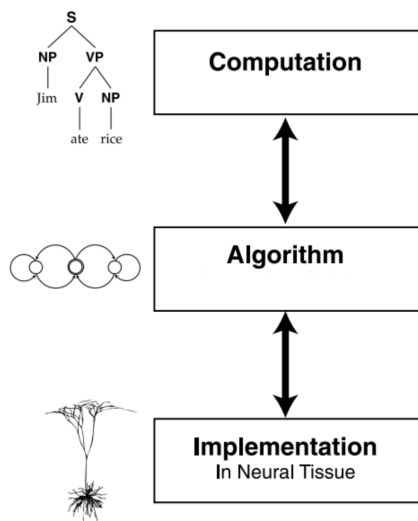 S
NP VP
Jim V NP
ate rice
Computation
Algorithm
Implementation
In Neural Tissue